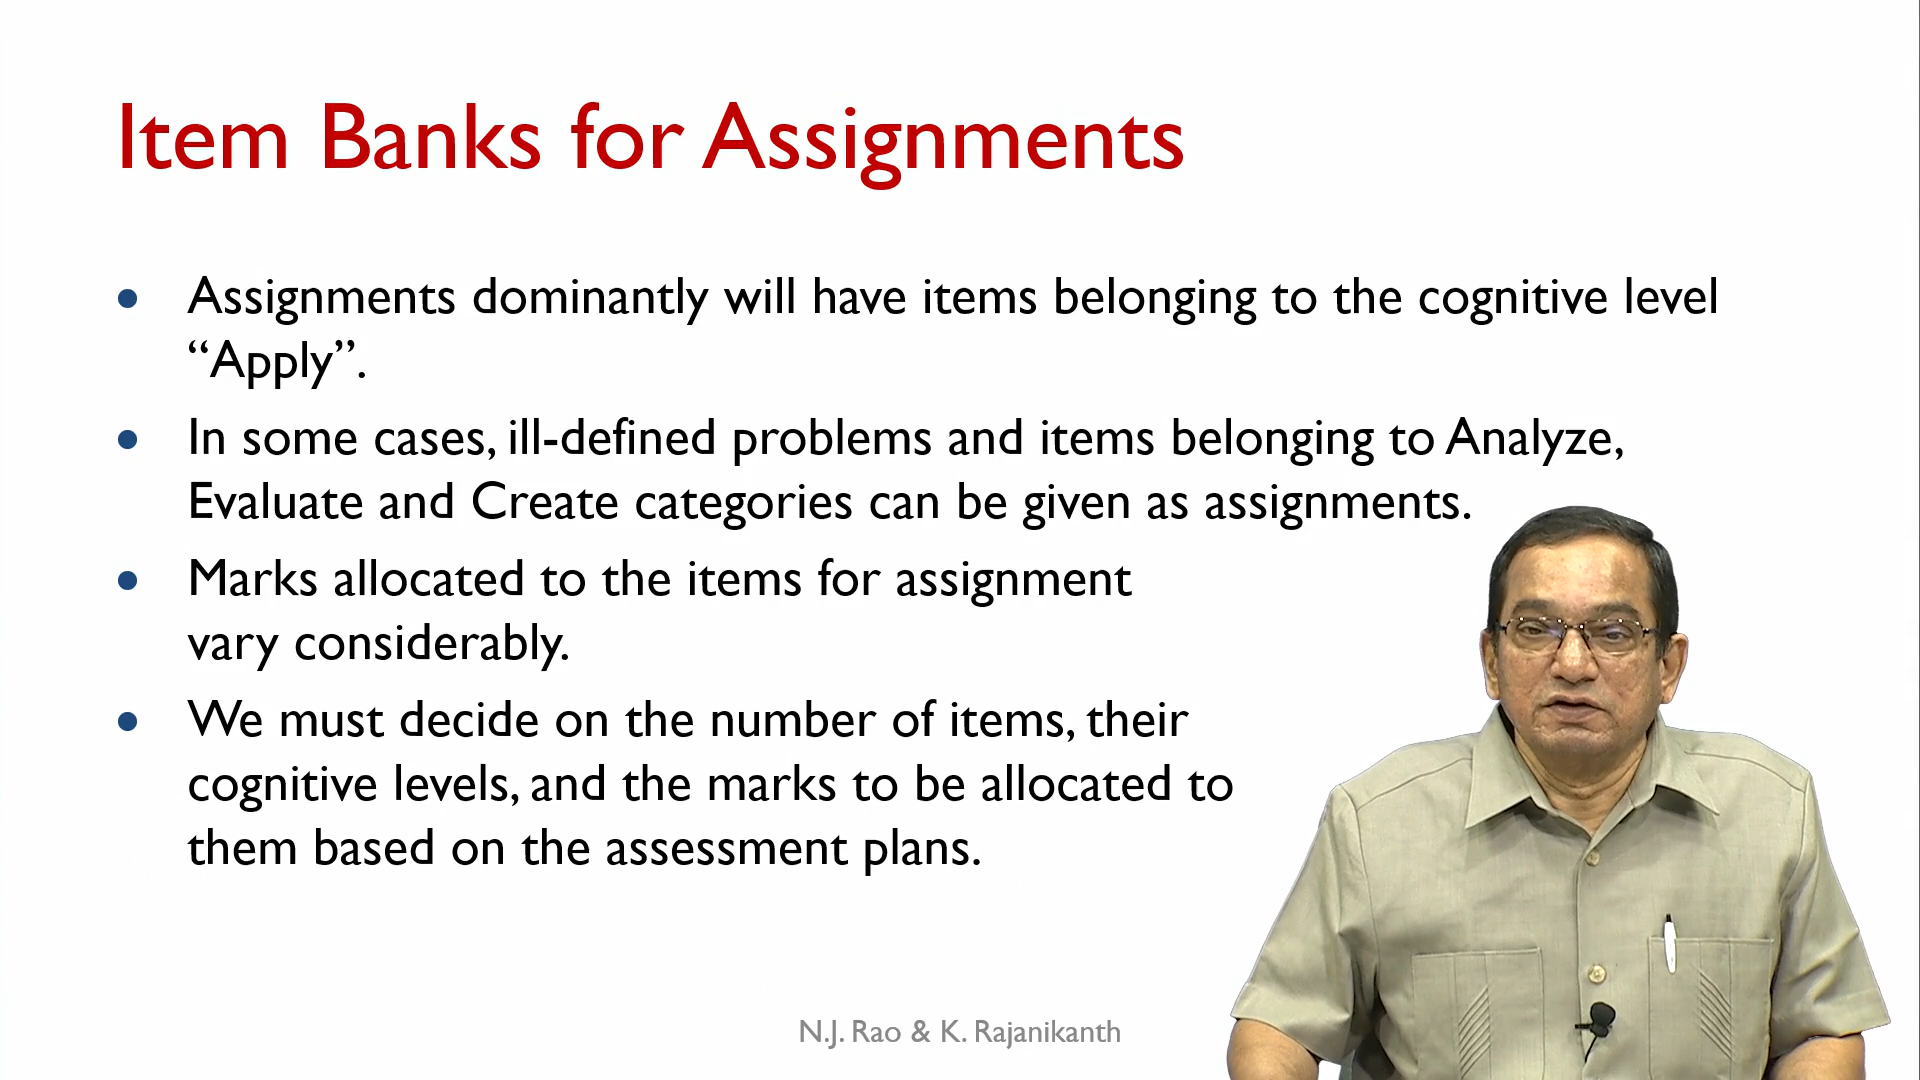 Item Banks for Assignments
• Assignments dominantly will have items belonging to the cognitive level
“Apply”.
• In some cases, ill-defined problems and items belonging to Analyze,
Evaluate and Create categories can be given as assignments.
• Marks allocated to the items for assignment
vary considerably.
• We must decide on the number of items, their
cognitive levels, and the marks to be allocated to
them based on the assessment plans.
N.J. Rao & K. Rajanikanth